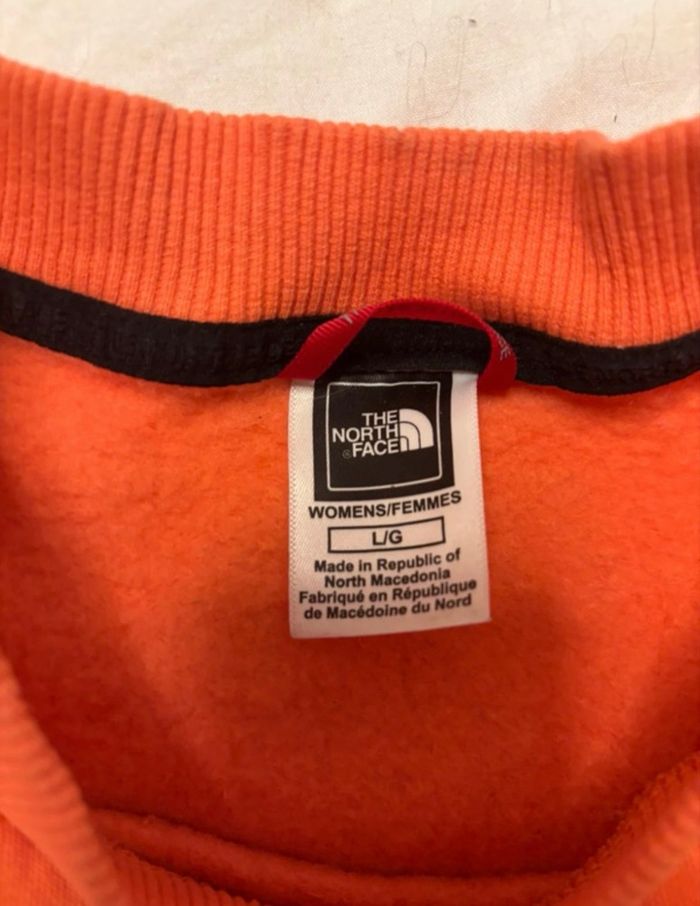 THE
NORTH
®FACE
WOMENS/FEMMES
L/G
Made in Republic of
North Macedonia
Fabriqué en République
de Macédoine du Nord